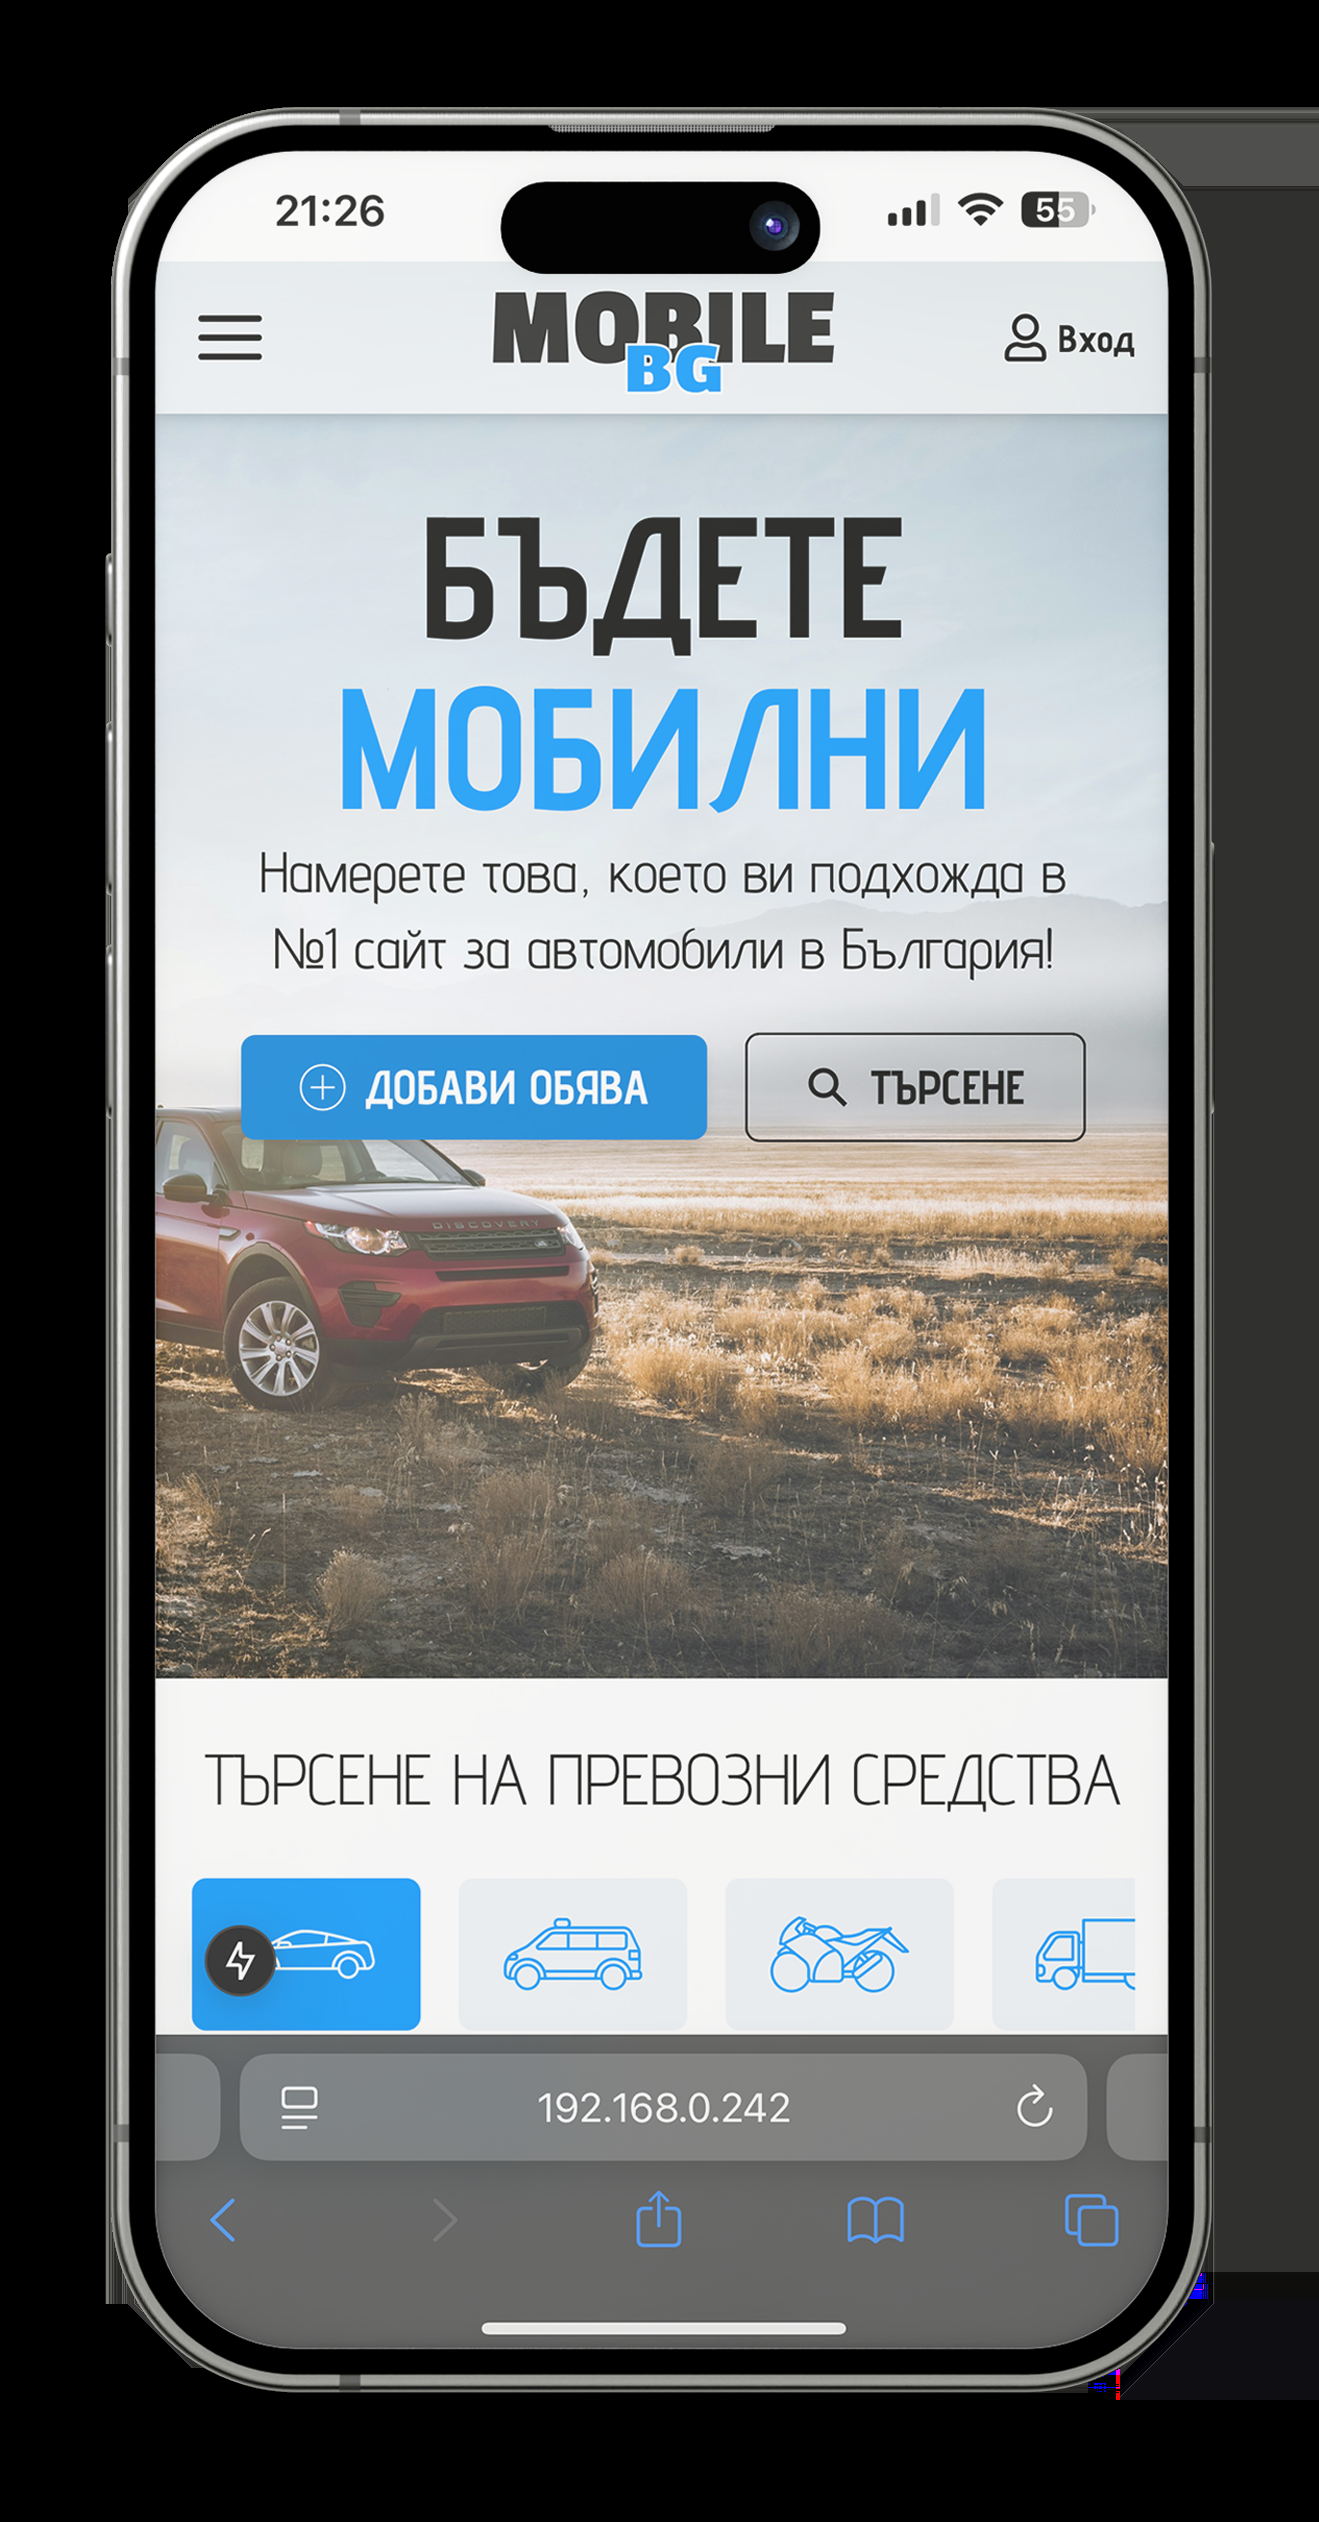 21:26
55
MOBILE
BG
Вход
БЪДЕТЕ
МОБИЛНИ
Намерете това, което ви подхожда в
№1 сайт за автомобили в България!
ДОБАВИ ОБЯВА
ТЪРСЕНЕ
DISCOVERY
ТЪРСЕНЕ НА ПРЕВОЗНИ СРЕДСТВА
192.168.0.242